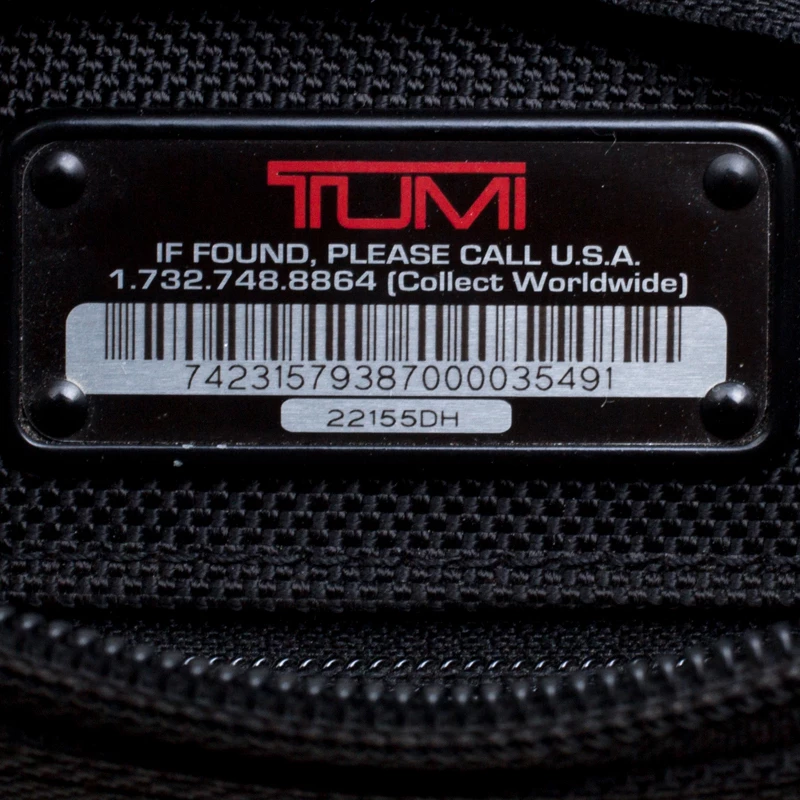 TUMI
IF FOUND, PLEASE CALL U.S.A.
1.732.748.8864 (Collect Worldwide)
74231579387000035491
22155DH